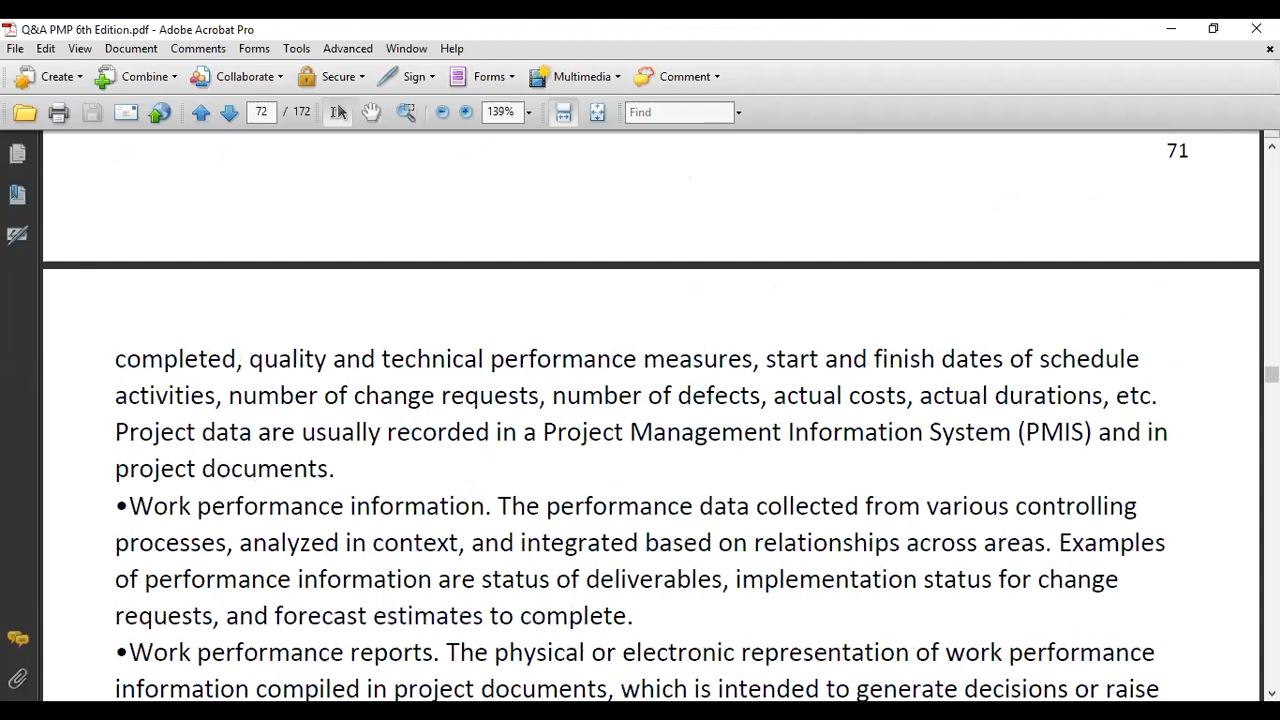 Q&A PMP 6th Edition.pdf - Adobe Acrobat Pro
File Edit View Document Comments Forms Tools Advanced Window Help
Create Combine Collaborate Secure Sign Forms Multimedia Comment
72 / 172 139% Find
71
completed, quality and technical performance measures, start and finish dates of schedule
activities, number of change requests, number of defects, actual costs, actual durations, etc.
Project data are usually recorded in a Project Management Information System (PMIS) and in
project documents.
•Work performance information. The performance data collected from various controlling
processes, analyzed in context, and integrated based on relationships across areas. Examples
of performance information are status of deliverables, implementation status for change
requests, and forecast estimates to complete.
•Work performance reports. The physical or electronic representation of work performance
information compiled in project documents, which is intended to generate decisions or raise